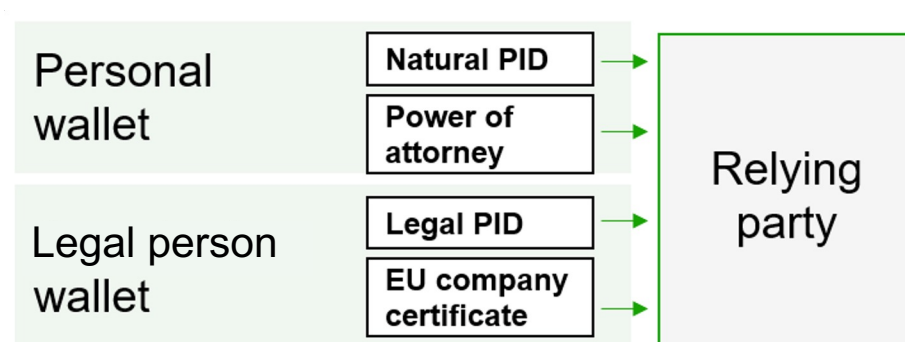 Personal
wallet
Natural PID
Power of
attorney
Legal person
wallet
Legal PID
EU company
certificate
Relying
party